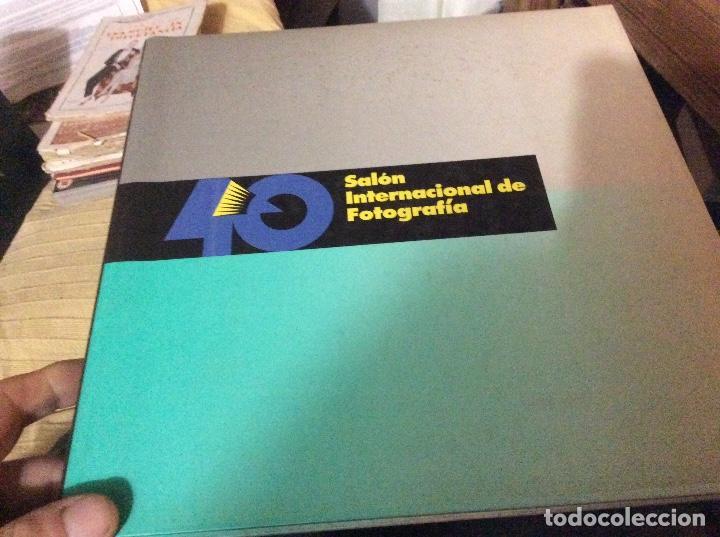 40
Salón
Internacional de
Fotografía
todocoleccion